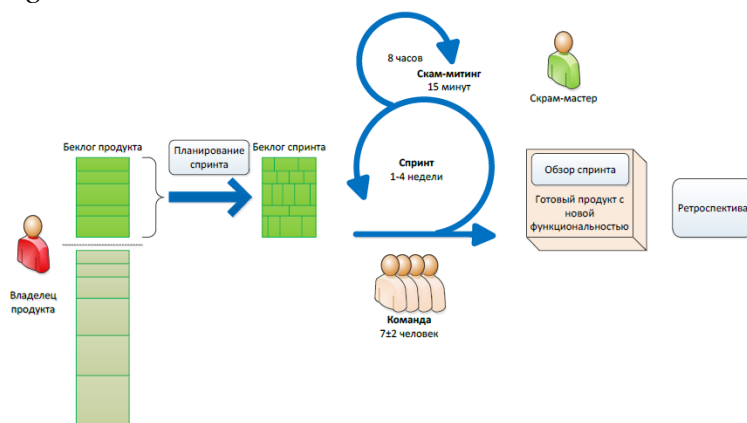 8 часов
Скам-митинг
15 минут
Скрам-мастер
Беклог продукта
Планирование
спринта
Беклог спринта
Спринт
1-4 недели
Обзор спринта
Готовый продукт с
новой
функциональностью
Ретроспектива
Владелец
продукта
Команда
7±2 человек